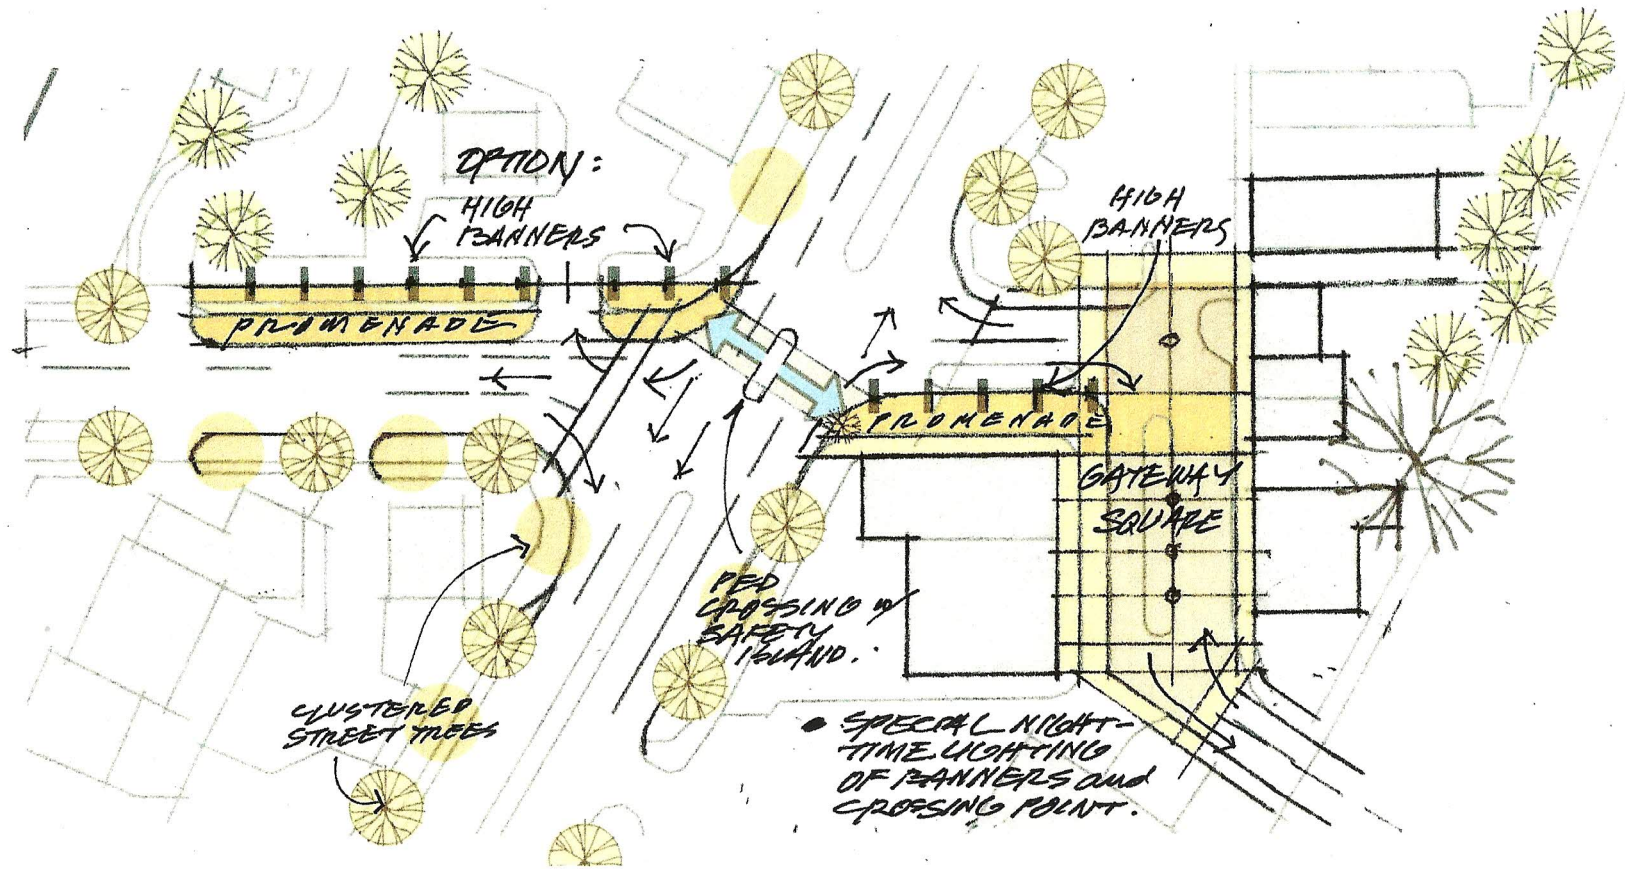 OPTION:
HIGH
BANNERS
HIGH
BANNERS
PROMENADE
PROMENADE
GATEWAY
SQUARE
PED
CROSSING W/
SAFETY
ISLAND.
CLUSTERED
STREET TREES
• SPECIAL NIGHT-
TIME LIGHTING
OF BANNERS and
CROSSING POINT.